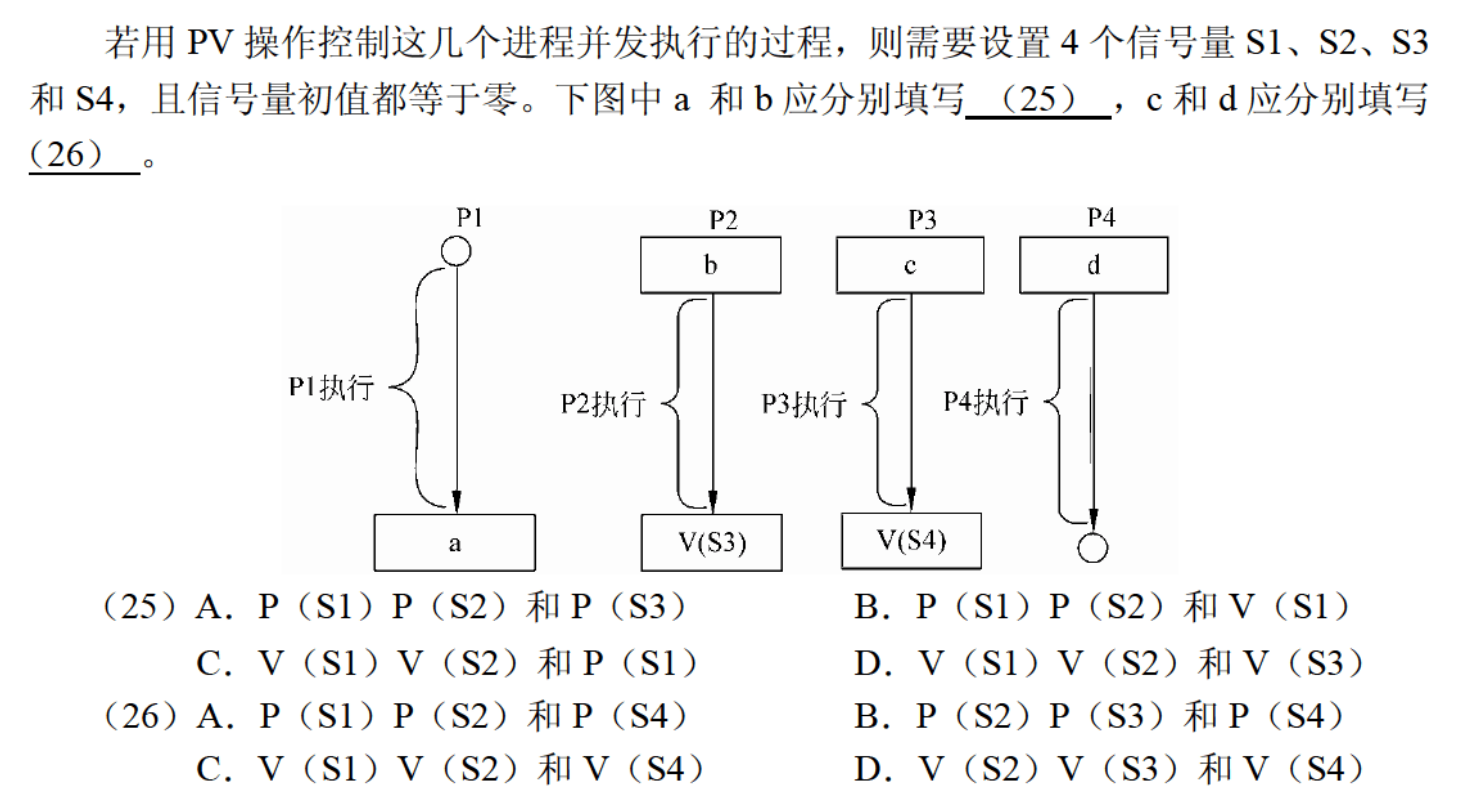 若用 PV 操作控制这几个进程并发执行的过程，则需要设置 4 个信号量 S1、S2、S3
和 S4，且信号量初值都等于零。下图中 a 和 b 应分别填写 （25） ，c 和 d 应分别填写
（26） 。
P1 P2 P3 P4
b c d
P1执行 P2执行 P3执行 P4执行
a V(S3) V(S4)
（25）A．P（S1）P（S2）和 P（S3） B．P（S1）P（S2）和 V（S1）
C．V（S1）V（S2）和 P（S1） D．V（S1）V（S2）和 V（S3）
（26）A．P（S1）P（S2）和 P（S4） B．P（S2）P（S3）和 P（S4）
C．V（S1）V（S2）和 V（S4） D．V（S2）V（S3）和 V（S4）